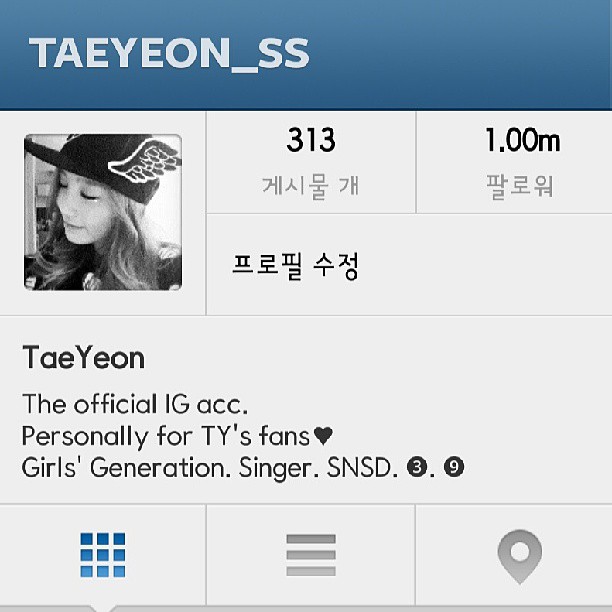 TAEYEON_SS
313
1.00m
게시물 개
팔로워
프로필 수정
TaeYeon
The official IG acc.
Personally for TY's fans♥
Girls' Generation. Singer. SNSD. ❸. ❾